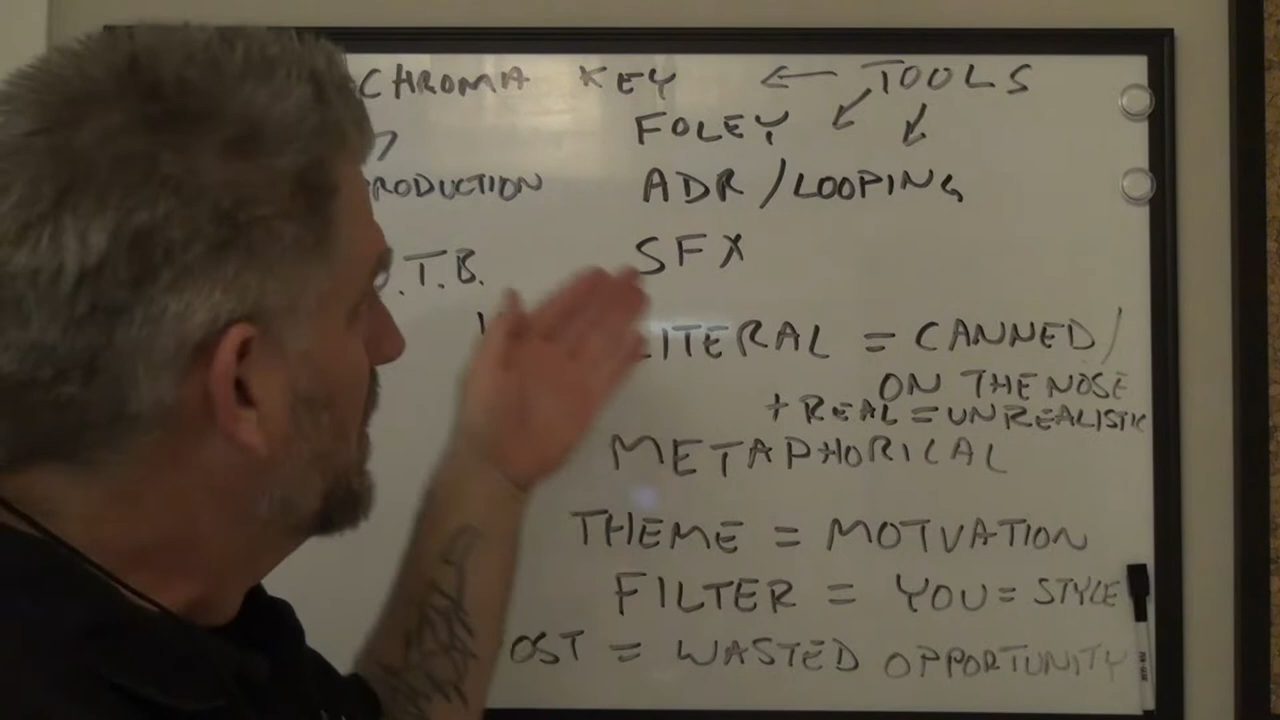 CHROMA KEY ← TOOLS
FOLEY
RODUCTION ADR/LOOPING
.T.B. SFX
LITERAL = CANNED/
ON THE NOSE
+ REAL = UNREALISTIC
METAPHORICAL
THEME = MOTVATION
FILTER = YOU = STYLE
OST = WASTED OPPORTUNITY